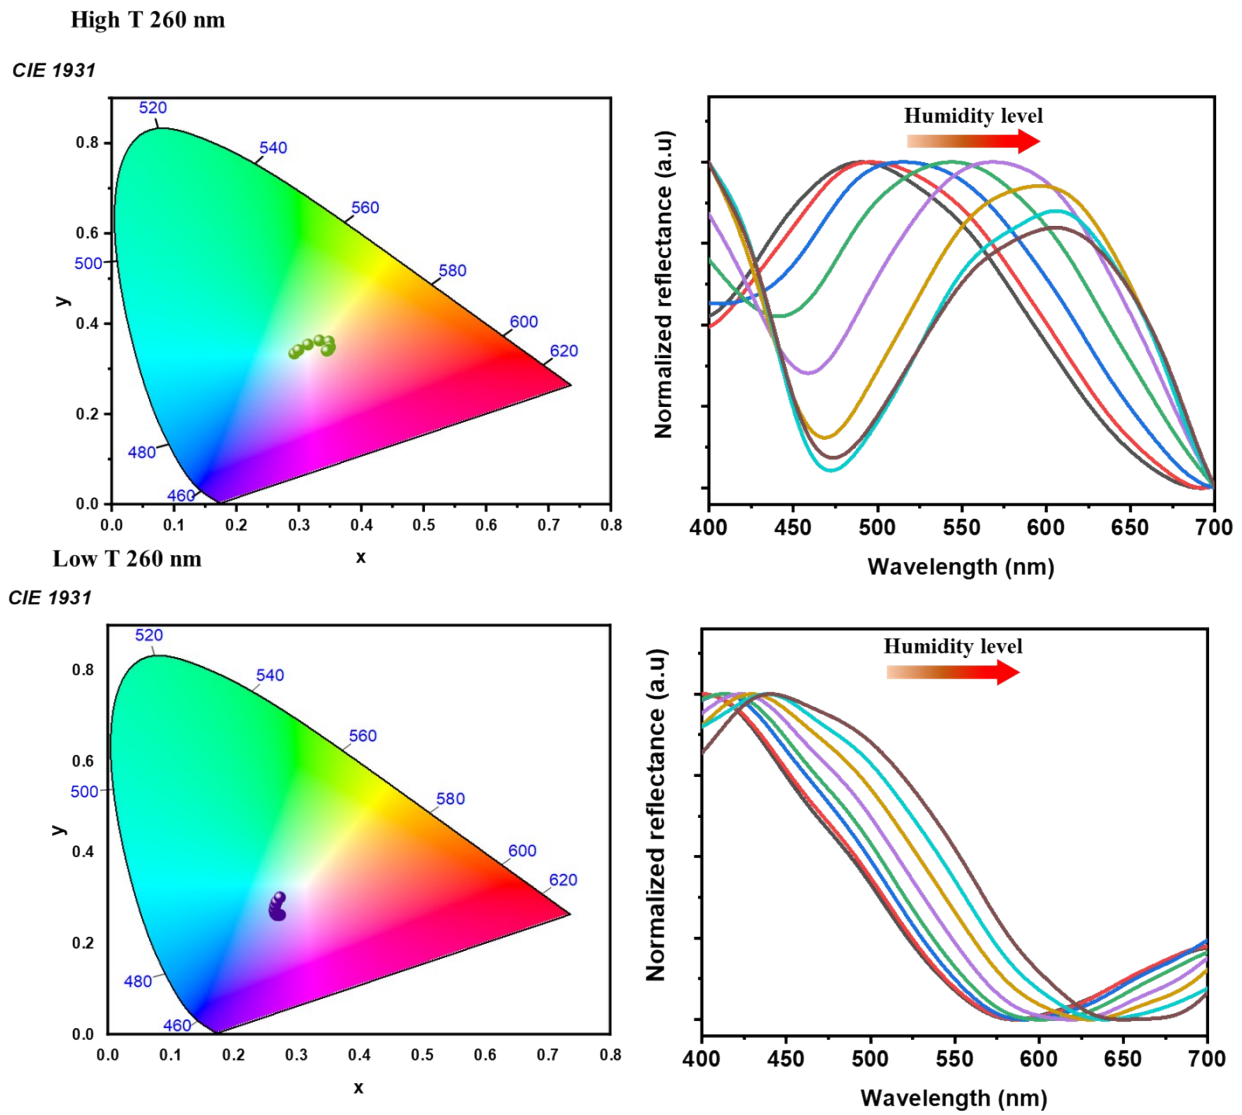 High T 260 nm
CIE 1931
520
540
560
580
600
620
500
480
460
0.8
0.6
0.4
0.2
0.0
y
0.0 0.1 0.2 0.3 0.4 0.5 0.6 0.7 0.8
x
Humidity level
Normalized reflectance (a.u)
400 450 500 550 600 650 700
Wavelength (nm)
Low T 260 nm
CIE 1931
520
540
560
580
600
620
500
480
460
0.8
0.6
0.4
0.2
0.0
y
0.0 0.1 0.2 0.3 0.4 0.5 0.6 0.7 0.8
x
Humidity level
Normalized reflectance (a.u)
400 450 500 550 600 650 700
Wavelength (nm)